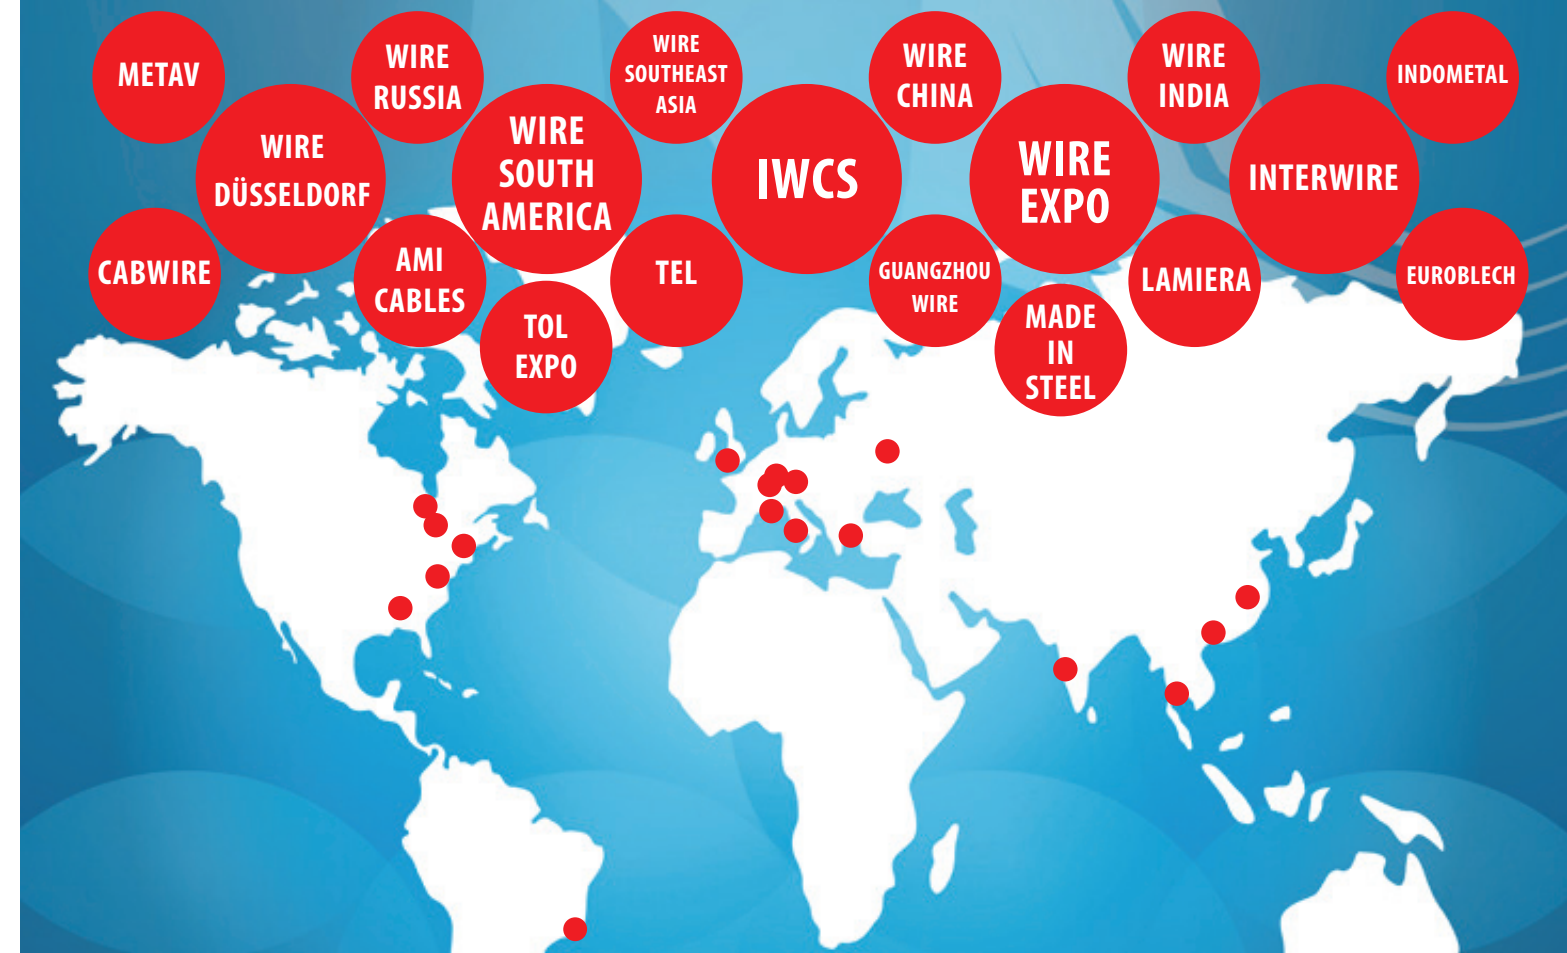 METAV
WIRE
RUSSIA
WIRE
SOUTHEAST
ASIA
WIRE
CHINA
WIRE
INDIA
INDOMETAL
WIRE
DÜSSELDORF
WIRE
SOUTH
AMERICA
IWCS
WIRE
EXPO
INTERWIRE
CABWIRE
AMI
CABLES
TEL
GUANGZHOU
WIRE
LAMIERA
EUROBLECH
TOL
EXPO
MADE
IN
STEEL